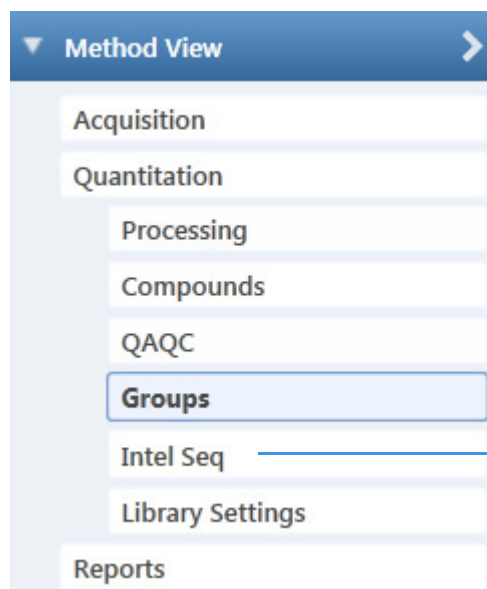 Method View
Acquisition
Quantitation
Processing
Compounds
QAQC
Groups
Intel Seq
Library Settings
Reports